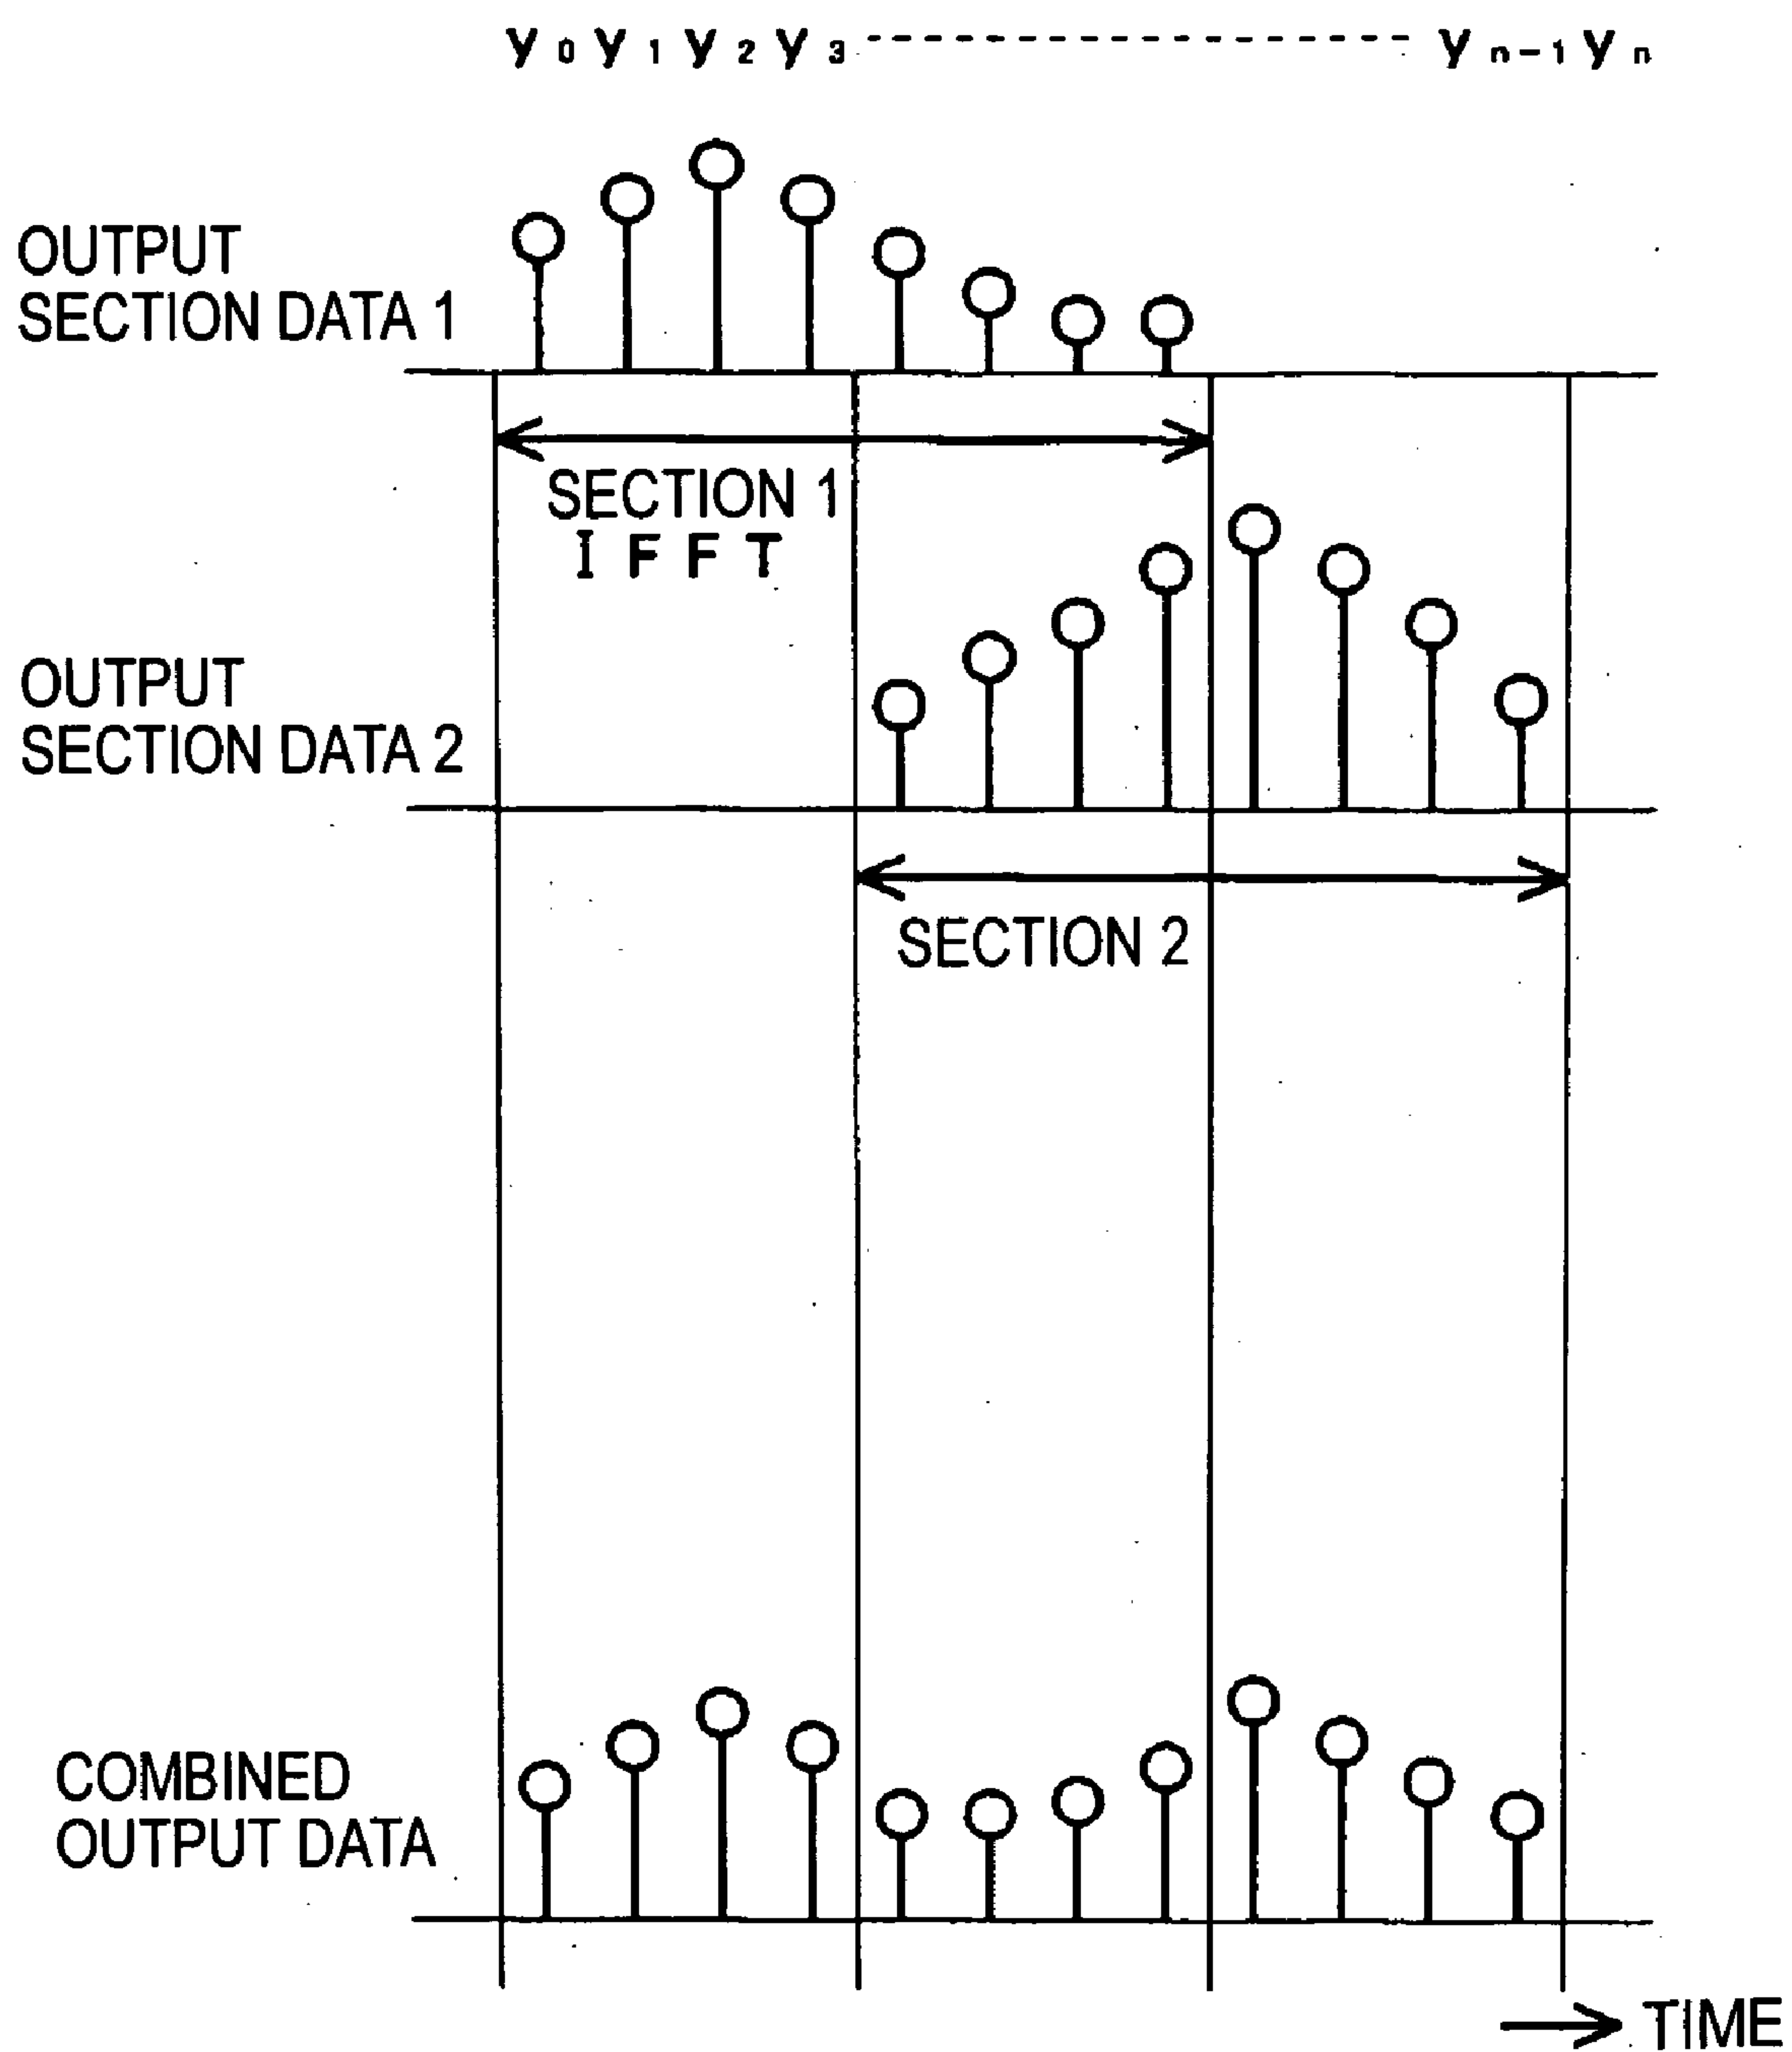 y0 y1 y2 y3 -------------------- yn-1 yn
OUTPUT
SECTION DATA 1
SECTION 1
IFFT
OUTPUT
SECTION DATA 2
SECTION 2
COMBINED
OUTPUT DATA
TIME